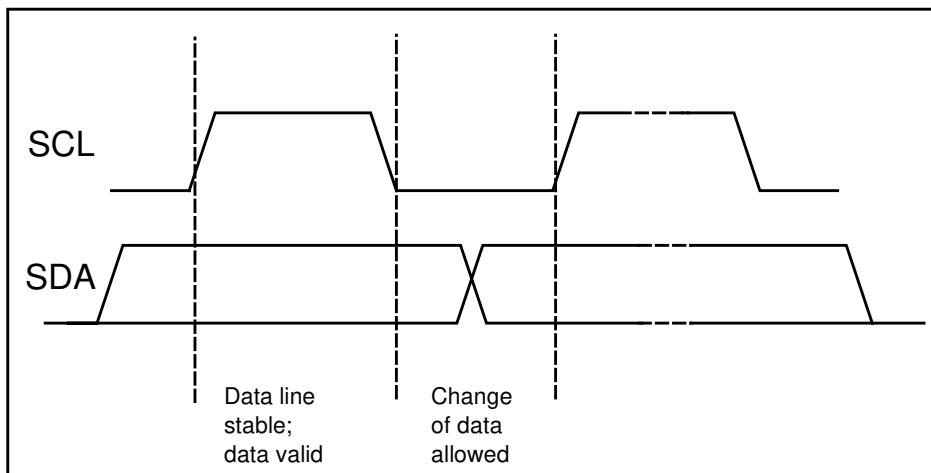 SCL
SDA
Data line
stable;
data valid
Change
of data
allowed